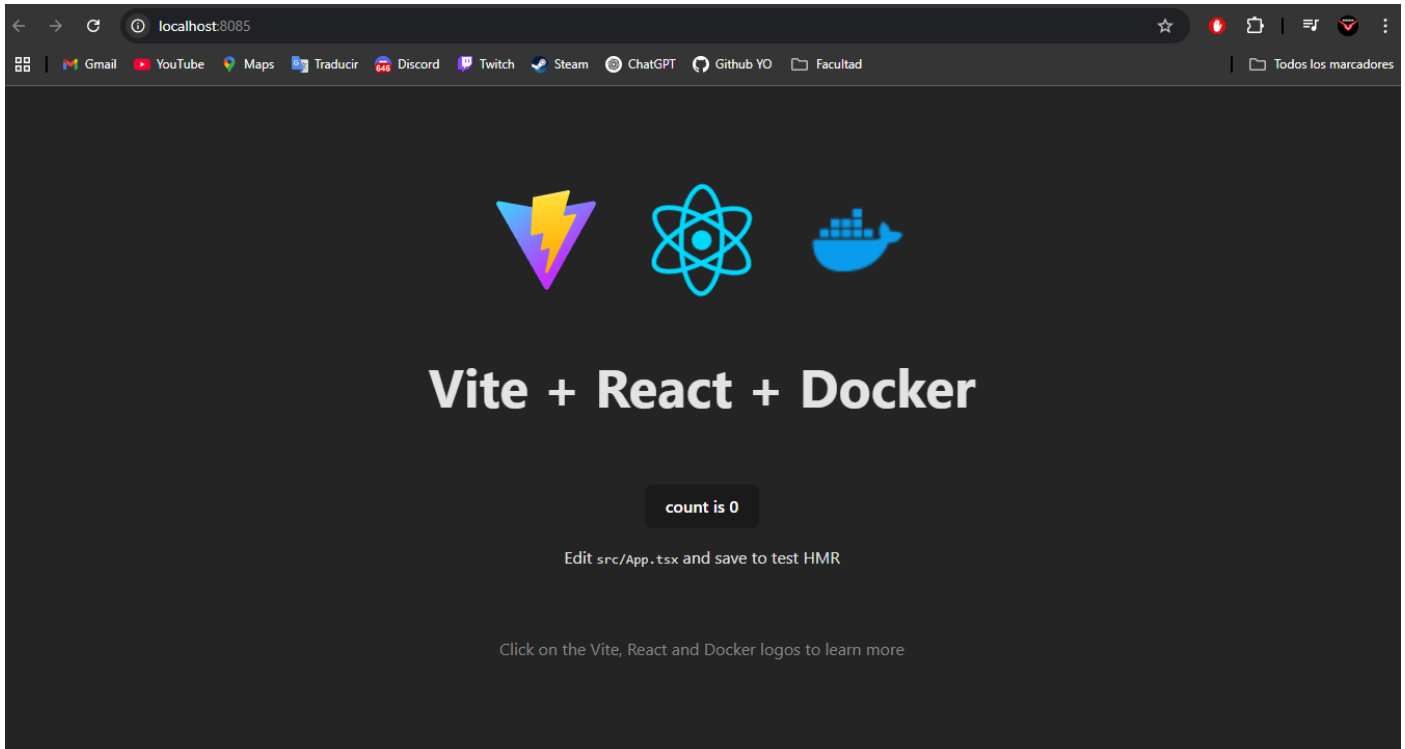 localhost:8085
Gmail YouTube Maps Translate Traducir 646 Discord Twitch Steam ChatGPT Github YO Facultad Todos los marcadores
Vite + React + Docker
count is 0
Edit src/App.tsx and save to test HMR
Click on the Vite, React and Docker logos to learn more